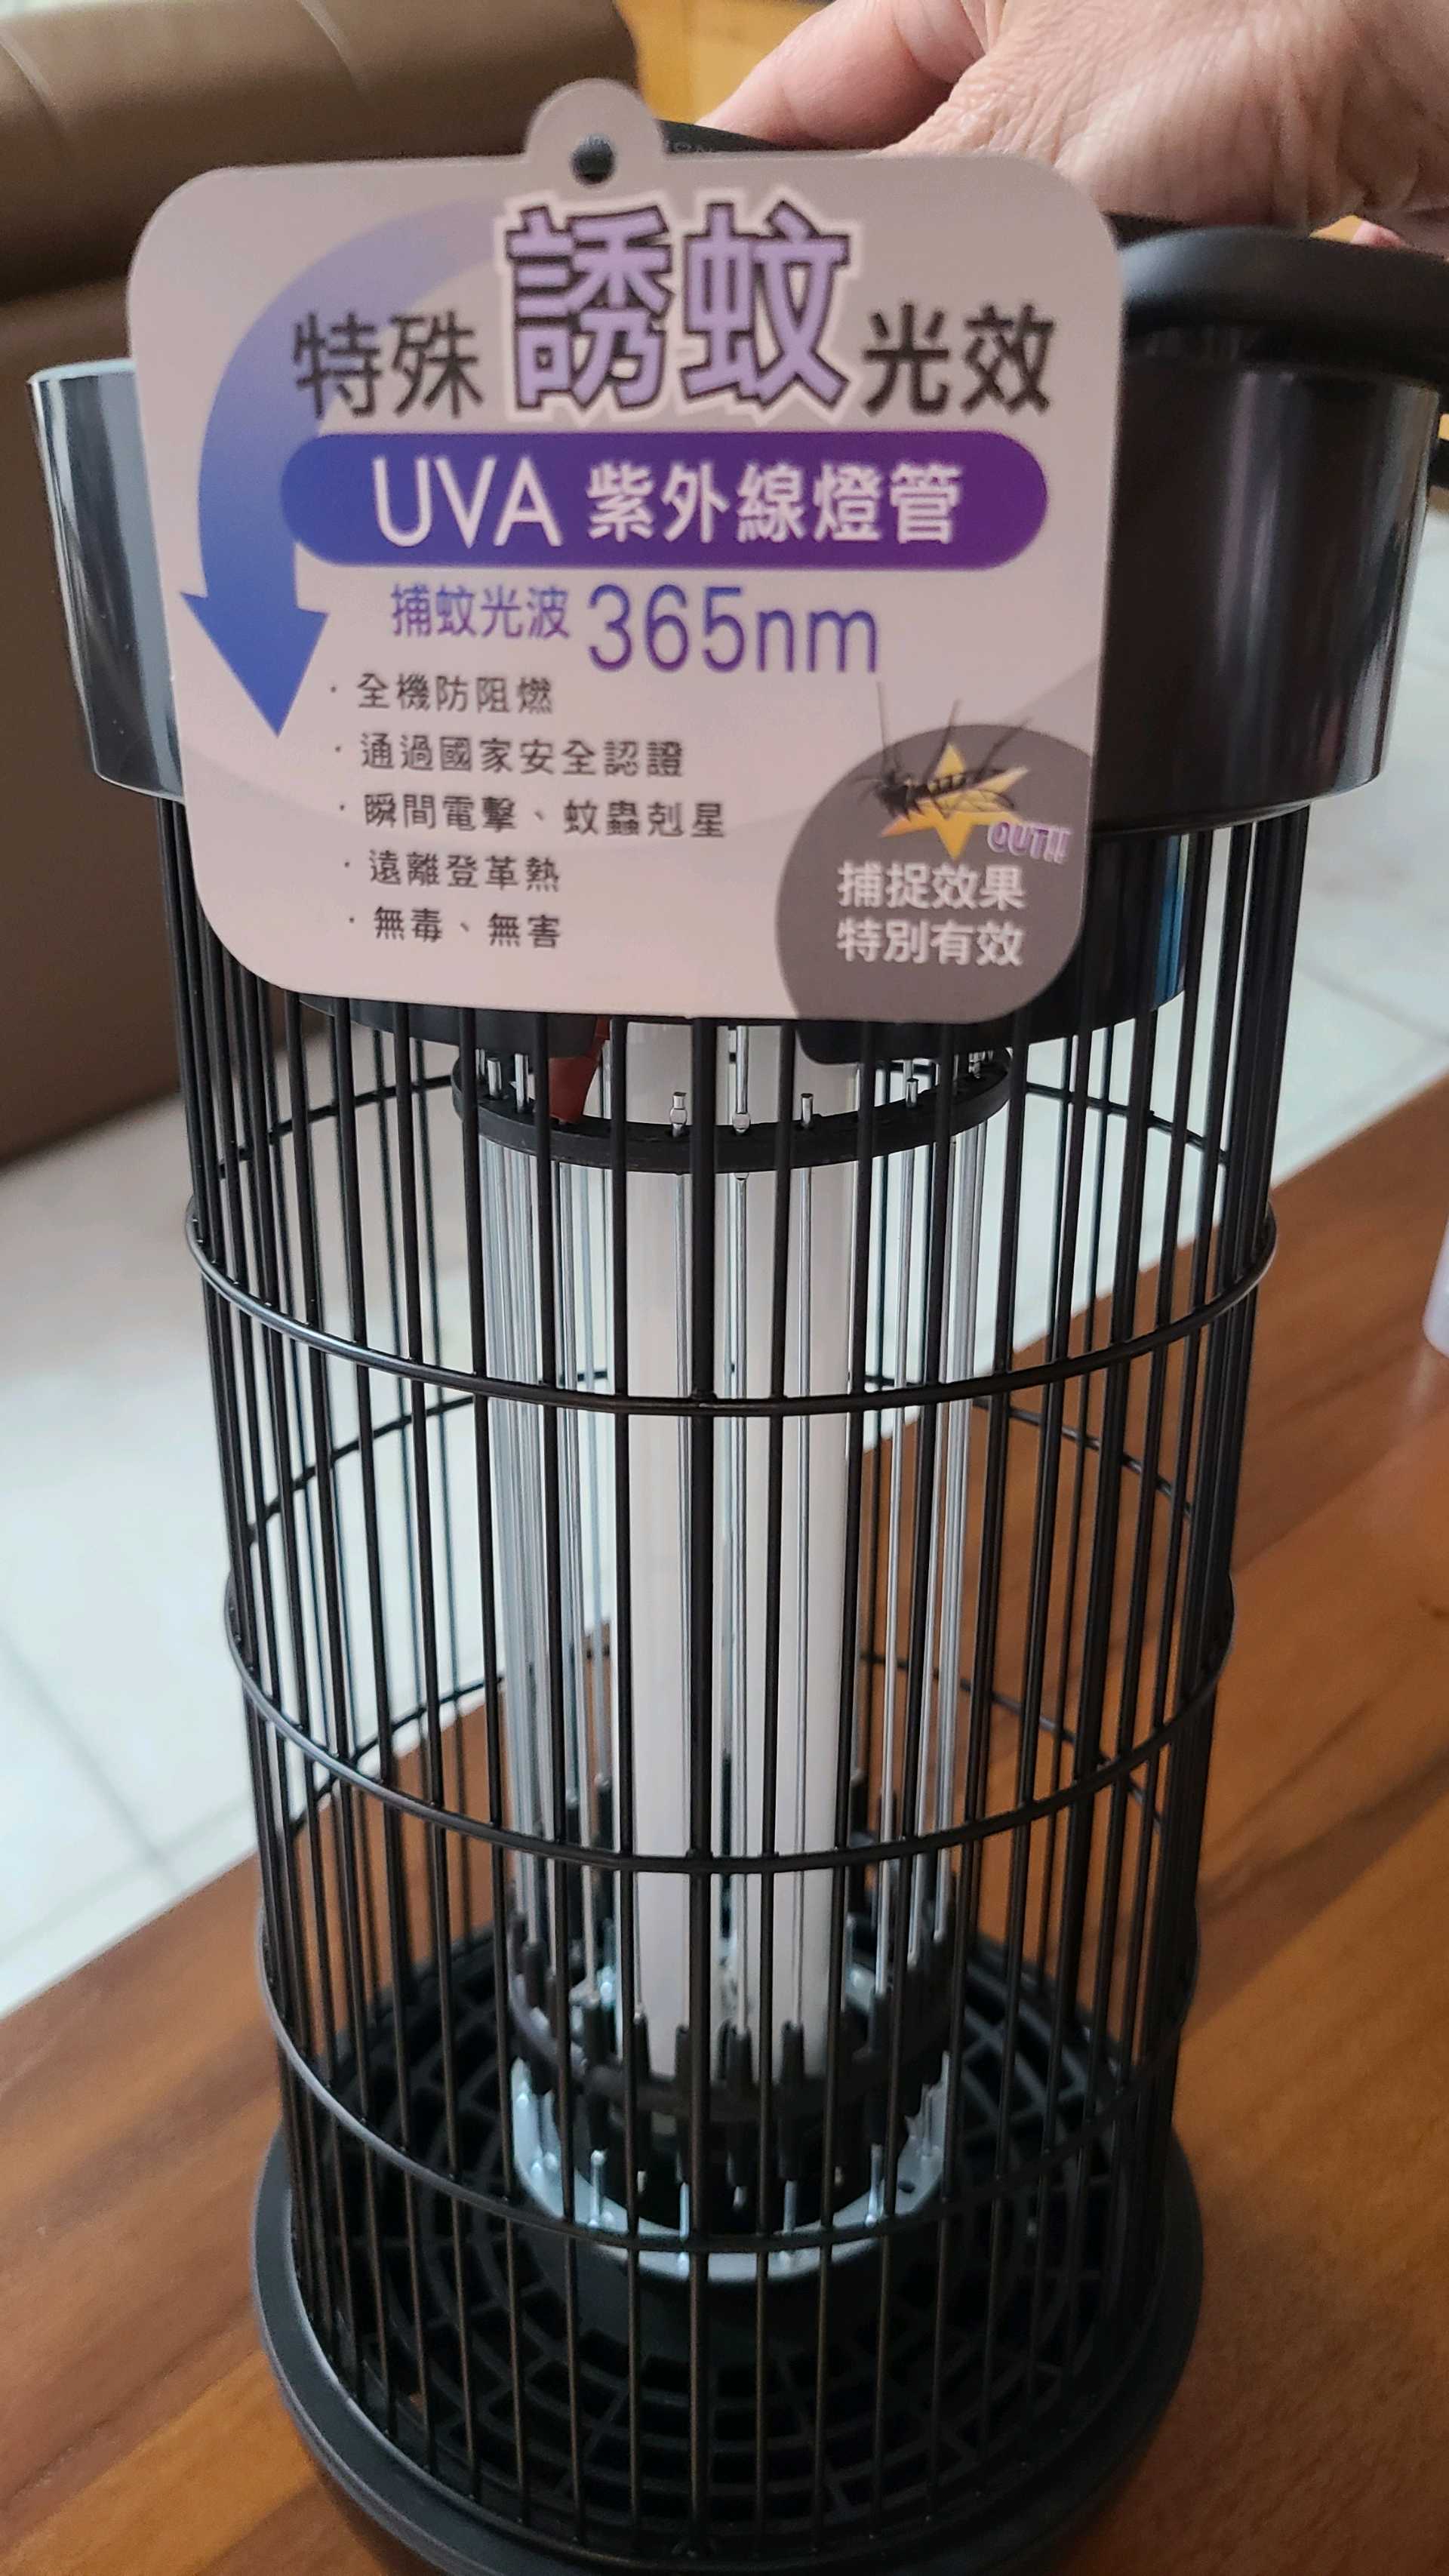 特殊誘蚊光效
UVA 紫外線燈管
捕蚊光波 365nm
· 全機防阻燃
· 通過國家安全認證
· 瞬間電擊、蚊蟲剋星
· 遠離登革熱
· 無毒、無害
OUT!!
捕捉效果
特別有效